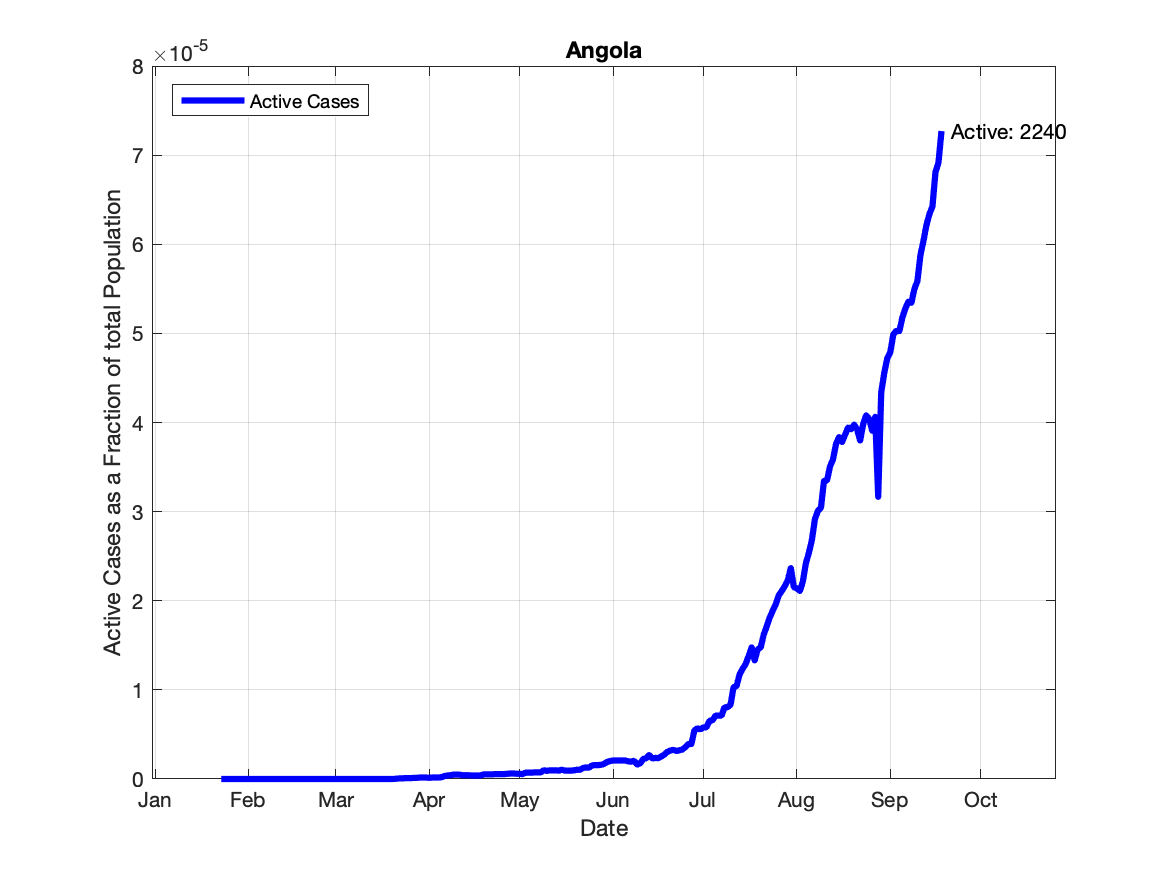 Angola
×10-5
Active Cases
Active: 2240
8
7
6
5
4
3
2
1
0
Active Cases as a Fraction of total Population
Jan Feb Mar Apr May Jun Jul Aug Sep Oct
Date